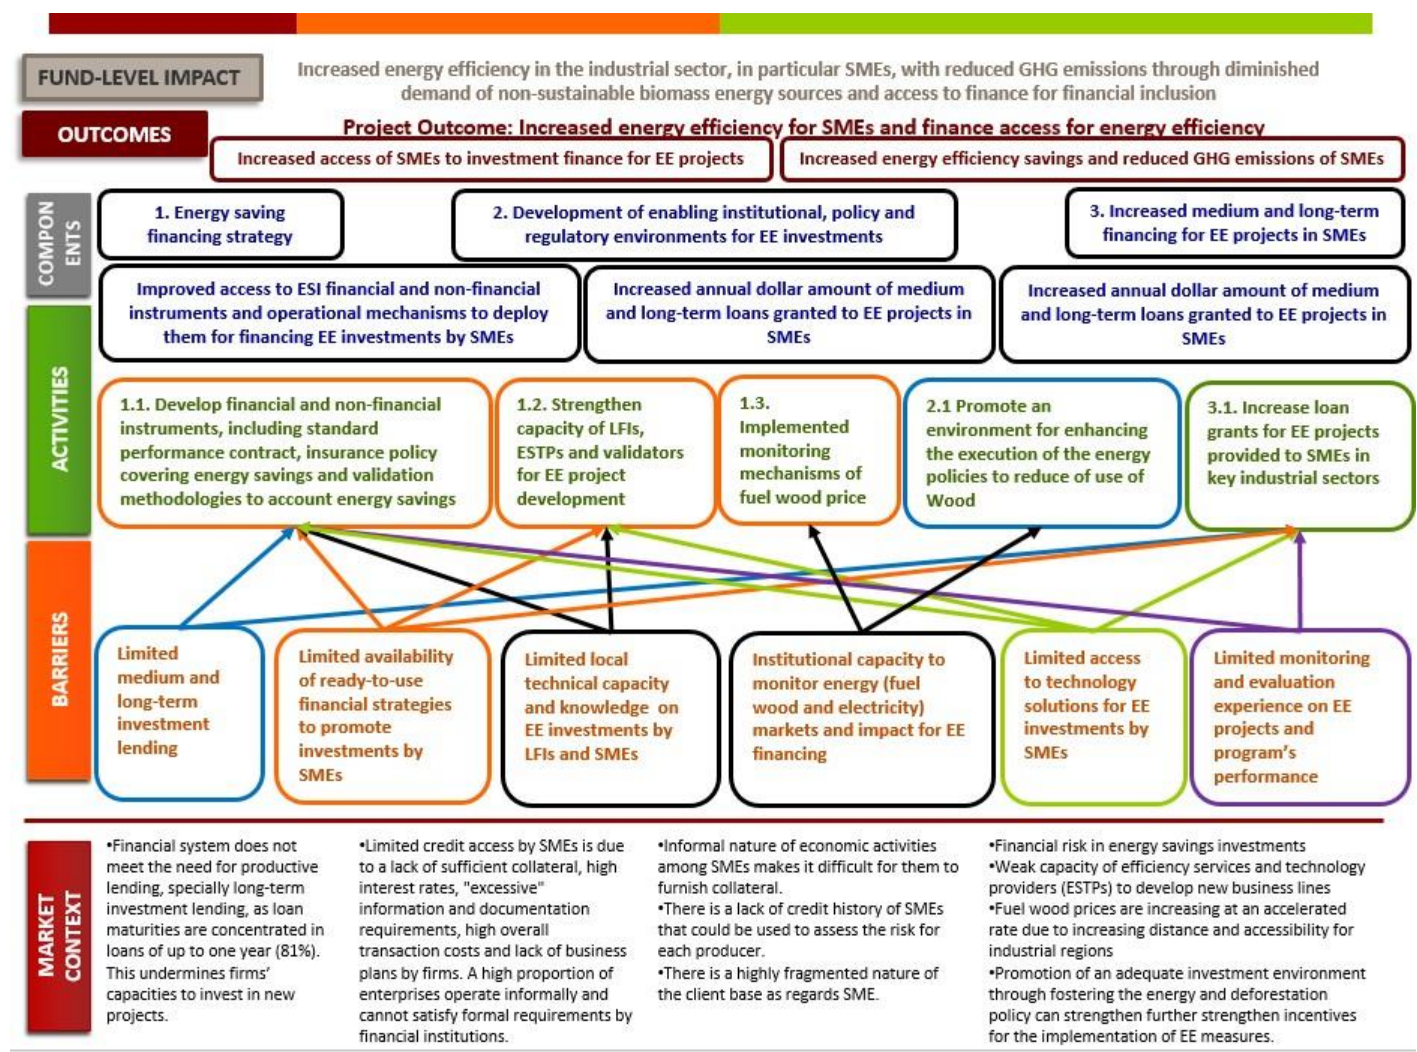 FUND-LEVEL IMPACT
Increased energy efficiency in the industrial sector, in particular SMEs, with reduced GHG emissions through diminished
demand of non-sustainable biomass energy sources and access to finance for financial inclusion
OUTCOMES
Project Outcome: Increased energy efficiency for SMEs and finance access for energy efficiency
Increased access of SMEs to investment finance for EE projects
Increased energy efficiency savings and reduced GHG emissions of SMEs
COMPON
ENTS
1. Energy saving
financing strategy
2. Development of enabling institutional, policy and
regulatory environments for EE investments
3. Increased medium and long-term
financing for EE projects in SMEs
Improved access to ESI financial and non-financial
instruments and operational mechanisms to deploy
them for financing EE investments by SMEs
Increased annual dollar amount of medium
and long-term loans granted to EE projects in
SMEs
Increased annual dollar amount of medium
and long-term loans granted to EE projects in
SMEs
ACTIVITIES
1.1. Develop financial and non-financial
instruments, including standard
performance contract, insurance policy
covering energy savings and validation
methodologies to account energy savings
1.2. Strengthen
capacity of LFIs,
ESTPs and validators
for EE project
development
1.3.
Implemented
monitoring
mechanisms of
fuel wood price
2.1 Promote an
environment for enhancing
the execution of the energy
policies to reduce of use of
Wood
3.1. Increase loan
grants for EE projects
provided to SMEs in
key industrial sectors
BARRIERS
Limited
medium and
long-term
investment
lending
Limited availability
of ready-to-use
financial strategies
to promote
investments by
SMEs
Limited local
technical capacity
and knowledge on
EE investments by
LFIs and SMEs
Institutional capacity to
monitor energy (fuel
wood and electricity)
markets and impact for EE
financing
Limited access
to technology
solutions for EE
investments by
SMEs
Limited monitoring
and evaluation
experience on EE
projects and
program's
performance
MARKET
CONTEXT
•Financial system does not
meet the need for productive
lending, specially long-term
investment lending, as loan
maturities are concentrated in
loans of up to one year (81%).
This undermines firms'
capacities to invest in new
projects.
•Limited credit access by SMEs is due
to a lack of sufficient collateral, high
interest rates, "excessive"
information and documentation
requirements, high overall
transaction costs and lack of business
plans by firms. A high proportion of
enterprises operate informally and
cannot satisfy formal requirements by
financial institutions.
•Informal nature of economic activities
among SMEs makes it difficult for them to
furnish collateral.
•There is a lack of credit history of SMEs
that could be used to assess the risk for
each producer.
•There is a highly fragmented nature of
the client base as regards SME.
•Financial risk in energy savings investments
•Weak capacity of efficiency services and technology
providers (ESTPs) to develop new business lines
•Fuel wood prices are increasing at an accelerated
rate due to increasing distance and accessibility for
industrial regions
•Promotion of an adequate investment environment
through fostering the energy and deforestation
policy can strengthen further strengthen incentives
for the implementation of EE measures.